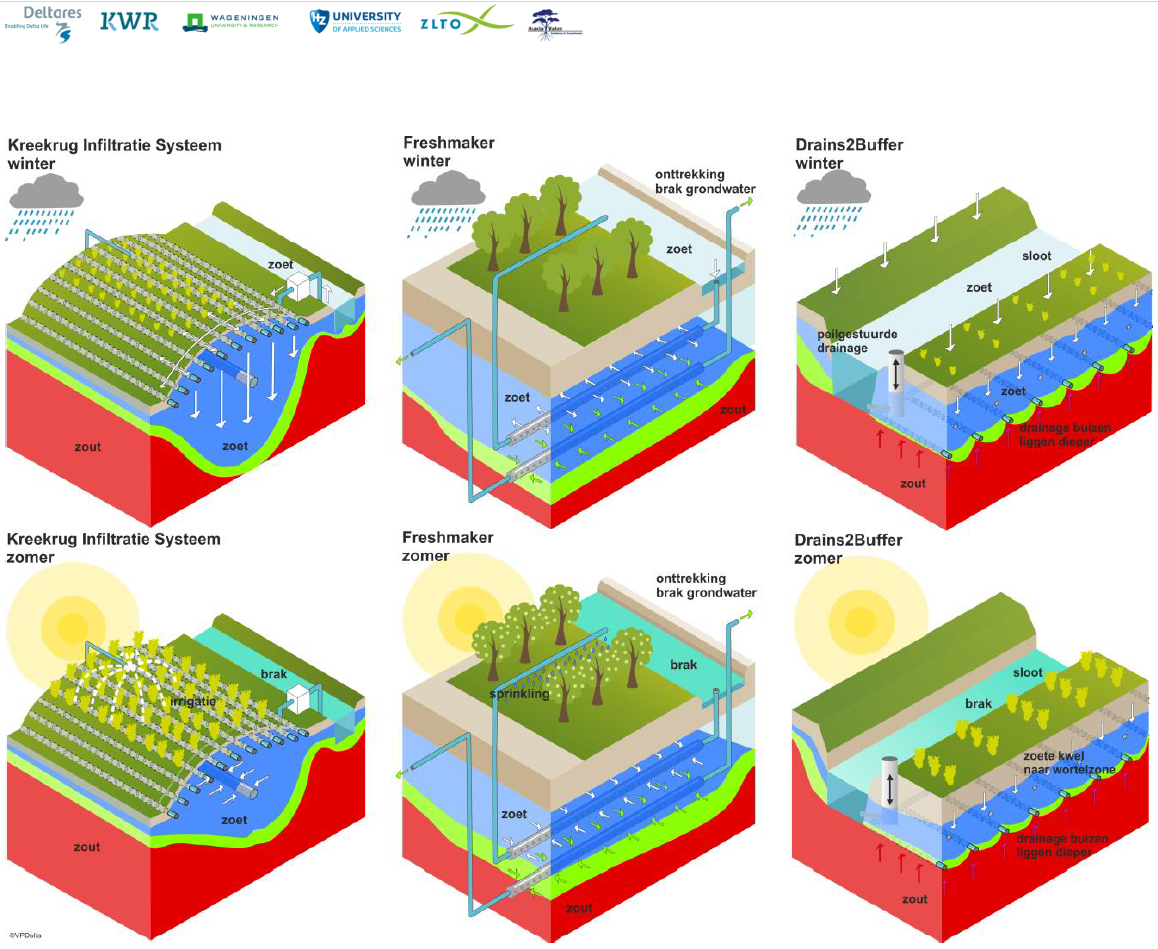 Deltares
Enabling Delta Life
KWR
WAGENINGEN
UNIVERSITY & RESEARCH
HZ UNIVERSITY
OF APPLIED SCIENCES
ZLTO
Acacia Water
Kreekrug Infiltratie Systeem
winter
zoet
zout
zoet
Freshmaker
winter
onttrekking
brak grondwater
zoet
zoet
zout
Drains2Buffer
winter
sloot
zoet
peilgestuurde
drainage
zoet
drainage buizen
liggen dieper
zout
Kreekrug Infiltratie Systeem
zomer
brak
irrigatie
zoet
zout
Freshmaker
zomer
onttrekking
brak grondwater
brak
sprinkling
zoet
zout
Drains2Buffer
zomer
sloot
brak
zoete kwel
naar wortelzone
drainage buizen
liggen dieper
zout
©VPDelta